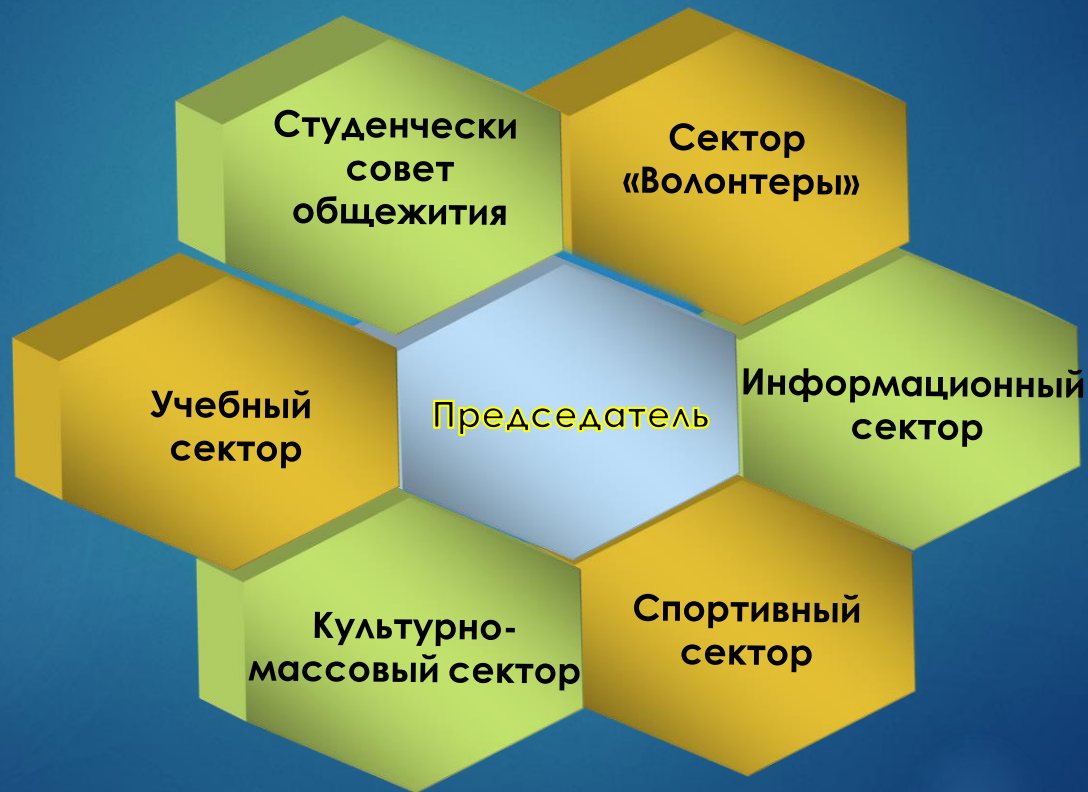 Студенчески
совет
общежития
Сектор
«Волонтеры»
Учебный
сектор
Председатель
Информационный
сектор
Культурно-
массовый сектор
Спортивный
сектор